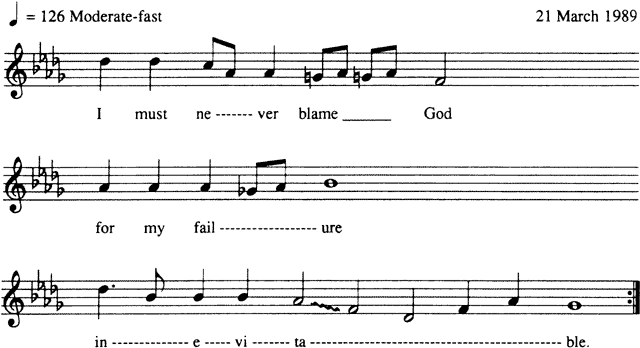 ♩ = 126 Moderate-fast 21 March 1989
I must ne ------- ver blame ______ God
for my fail ------------------ ure
in -------------- e ----- vi ------- ta ---------------------------------------------- ble.